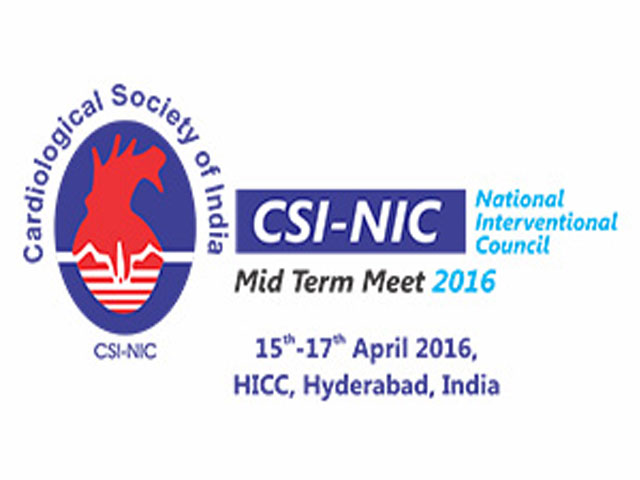 Cardiological Society of India
CSI-NIC
CSI-NIC
National
Interventional
Council
Mid Term Meet 2016
15th-17th April 2016,
HICC, Hyderabad, India